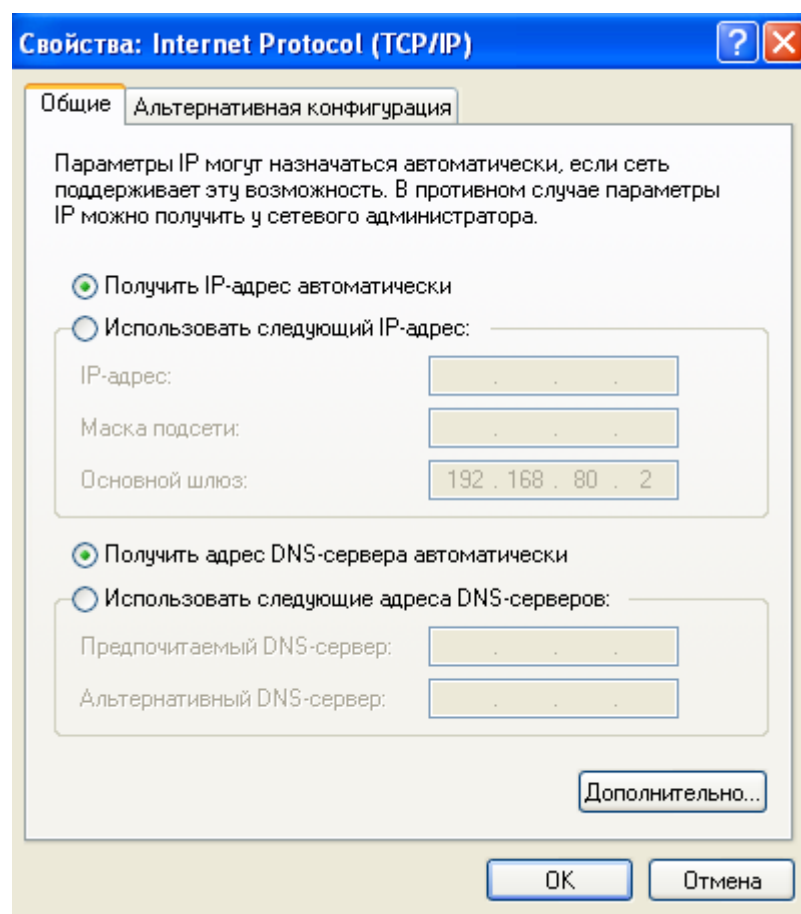 Свойства: Internet Protocol (TCP/IP)
?
Общие
Альтернативная конфигурация
Параметры IP могут назначаться автоматически, если сеть
поддерживает эту возможность. В противном случае параметры
IP можно получить у сетевого администратора.
Получить IP-адрес автоматически
Использовать следующий IP-адрес:
IP-адрес:
Маска подсети:
Основной шлюз: 192 . 168 . 80 . 2
Получить адрес DNS-сервера автоматически
Использовать следующие адреса DNS-серверов:
Предпочитаемый DNS-сервер:
Альтернативный DNS-сервер:
Дополнительно...
OK
Отмена